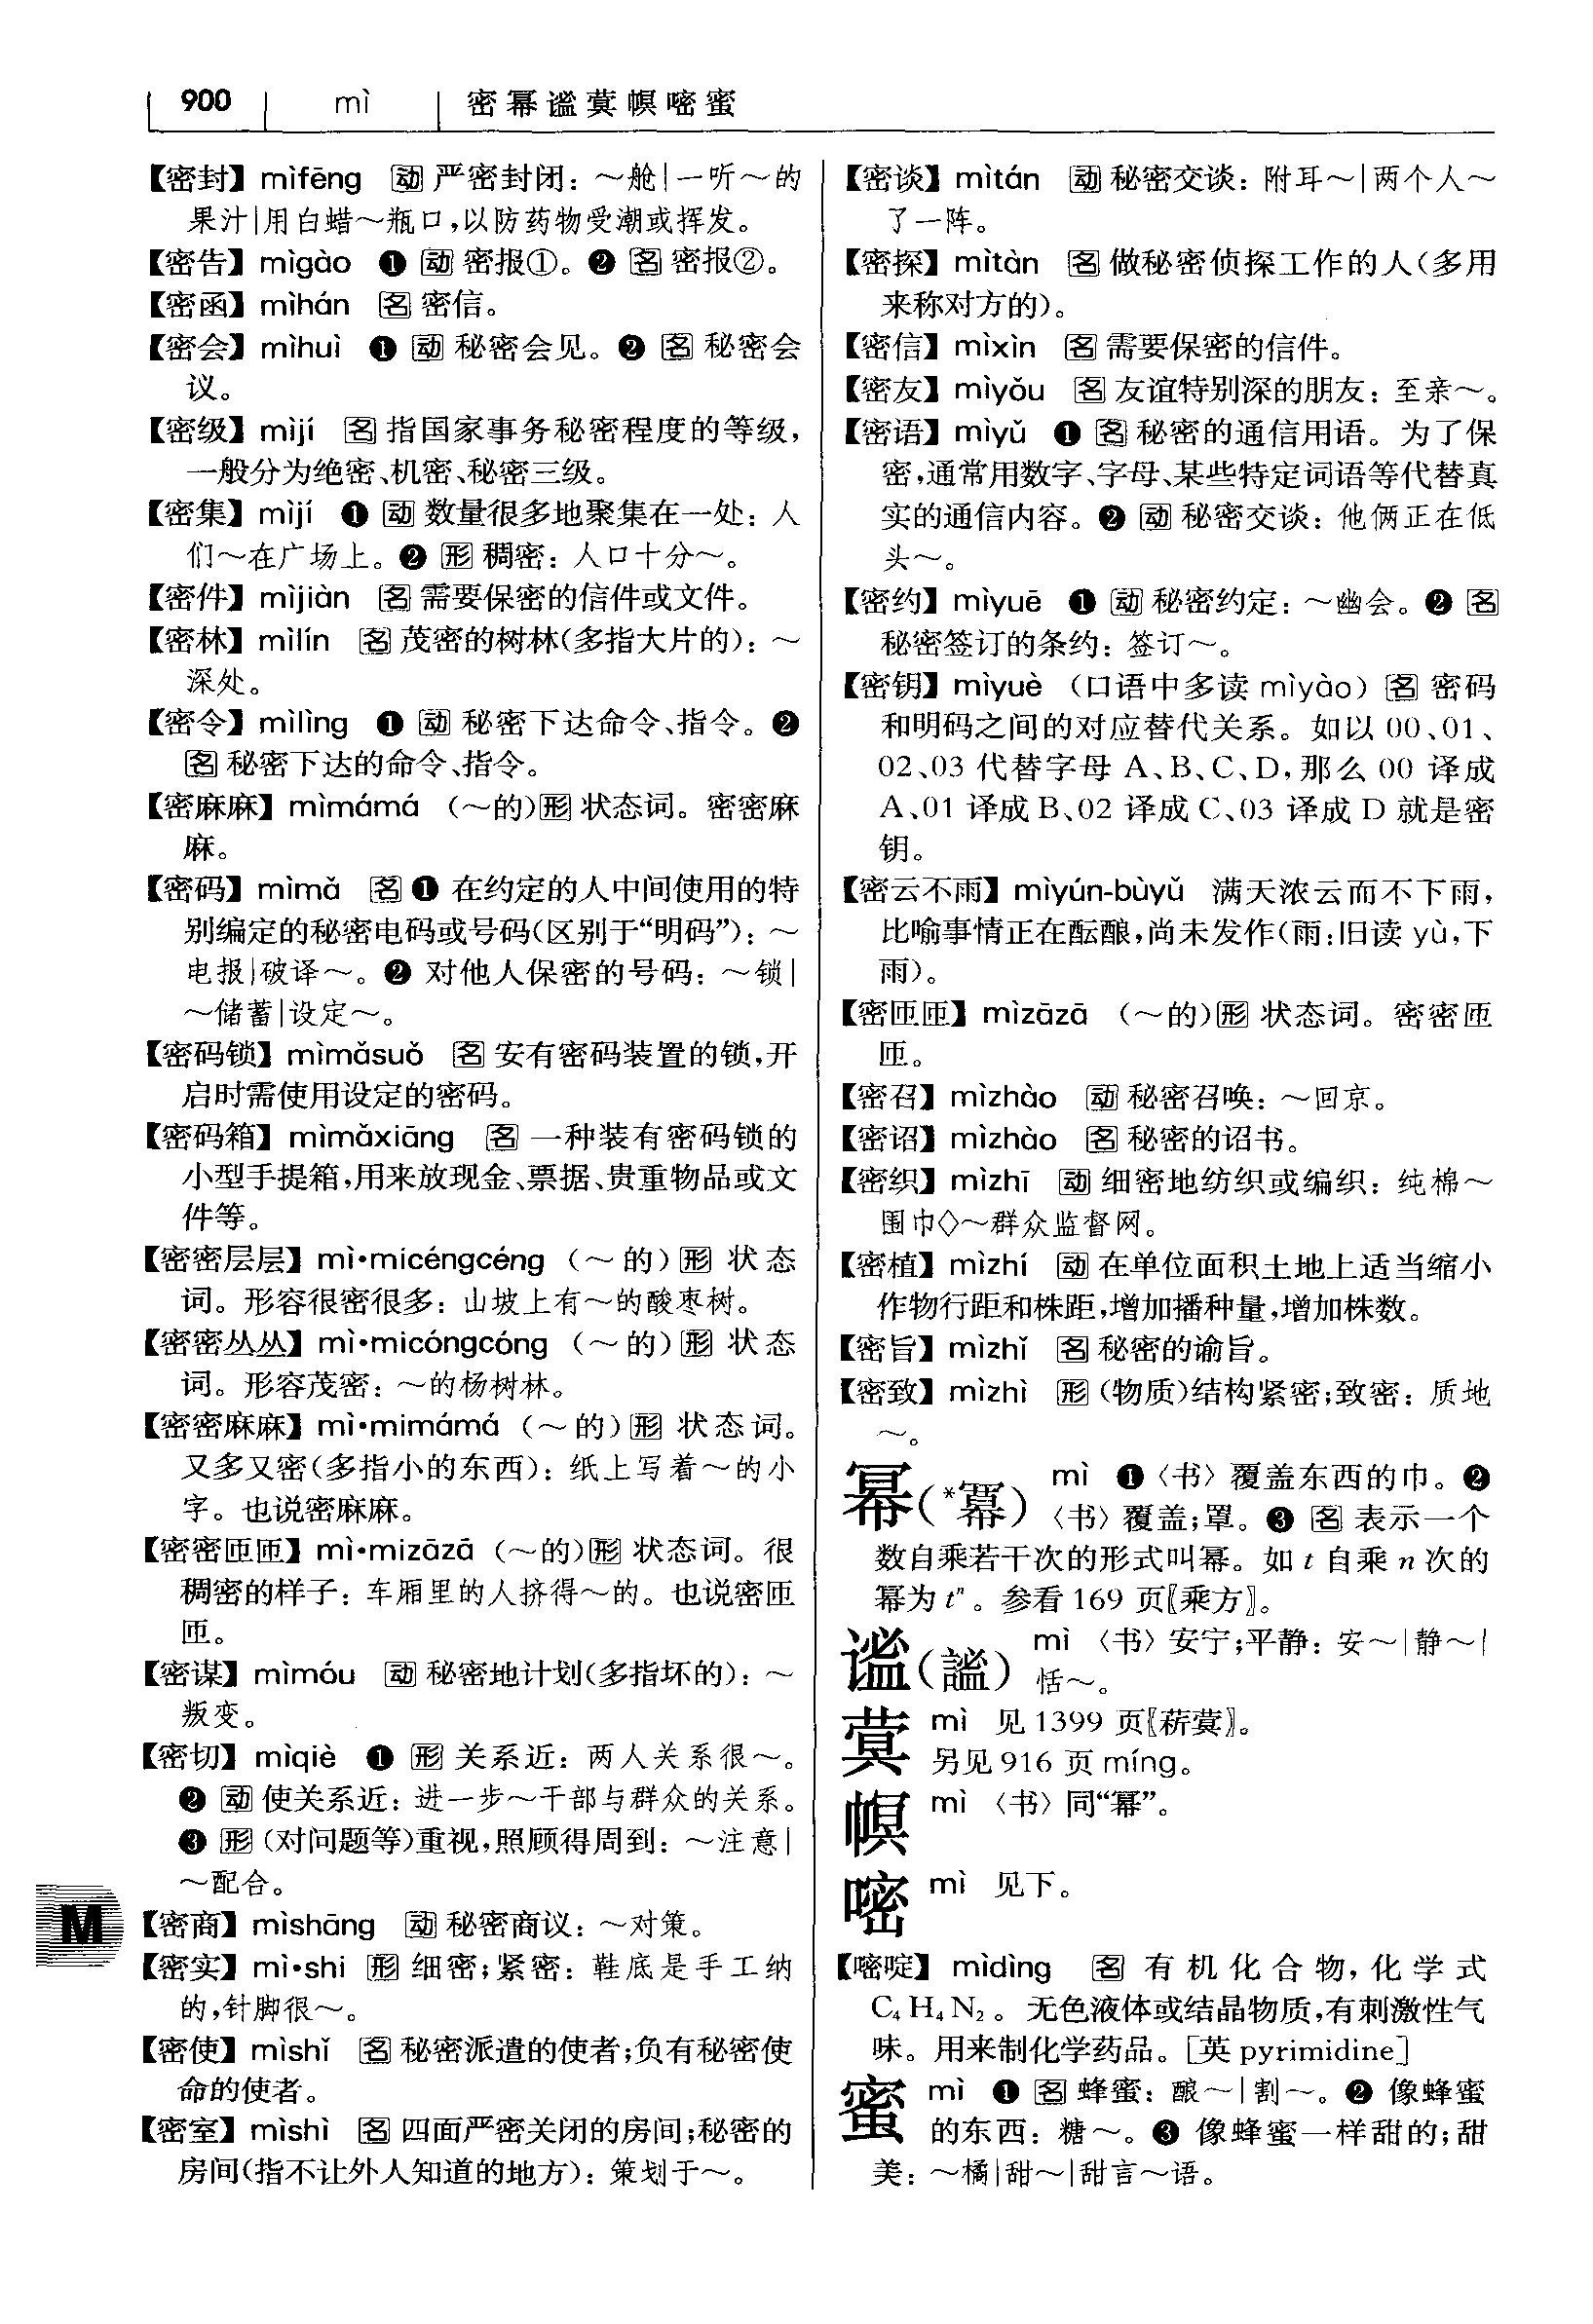 900 mì 密幂谧蓂幎嘧蜜
【密封】mìfēng 动 严密封闭：～舱|一听～的
果汁|用白蜡～瓶口，以防药物受潮或挥发。
【密告】mìgào ❶ 动 密报①。❷ 名 密报②。
【密函】mìhán 名 密信。
【密会】mìhuì ❶ 动 秘密会见。❷ 名 秘密会
议。
【密级】mìjí 名 指国家事务秘密程度的等级，
一般分为绝密、机密、秘密三级。
【密集】mìjí ❶ 动 数量很多地聚集在一处：人
们～在广场上。❷ 形 稠密：人口十分～。
【密件】mìjiàn 名 需要保密的信件或文件。
【密林】mìlín 名 茂密的树林(多指大片的)：～
深处。
【密令】mìlìng ❶ 动 秘密下达命令、指令。❷
名 秘密下达的命令、指令。
【密麻麻】mìmámá （～的)形 状态词。密密麻
麻。
【密码】mìmǎ 名 ❶ 在约定的人中间使用的特
别编定的秘密电码或号码(区别于“明码”)：～
电报|破译～。❷ 对他人保密的号码：～锁|
～储蓄|设定～。
【密码锁】mìmǎsuǒ 名 安有密码装置的锁，开
启时需使用设定的密码。
【密码箱】mìmǎxiāng 名 一种装有密码锁的
小型手提箱，用来放现金、票据、贵重物品或文
件等。
【密密层层】mì·micéngcéng （～的)形 状态
词。形容很密很多：山坡上有～的酸枣树。
【密密丛丛】mì·micóngcóng （～的)形 状态
词。形容茂密：～的杨树林。
【密密麻麻】mì·mimámá （～的)形 状态词。
又多又密(多指小的东西)：纸上写着～的小
字。也说密麻麻。
【密密匝匝】mì·mizāzā （～的)形 状态词。很
稠密的样子：车厢里的人挤得～的。也说密匝
匝。
【密谋】mìmóu 动 秘密地计划(多指坏的)：～
叛变。
【密切】mìqiè ❶ 形 关系近：两人关系很～。
❷ 动 使关系近：进一步～干部与群众的关系。
❸ 形 (对问题等)重视，照顾得周到：～注意|
～配合。
【密商】mìshāng 动 秘密商议：～对策。
【密实】mì·shi 形 细密；紧密：鞋底是手工纳
的，针脚很～。
【密使】mìshǐ 名 秘密派遣的使者；负有秘密使
命的使者。
【密室】mìshì 名 四面严密关闭的房间；秘密的
房间(指不让外人知道的地方)：策划于～。
M
【密谈】mìtán 动 秘密交谈：附耳～|两个人～
了一阵。
【密探】mìtàn 名 做秘密侦探工作的人(多用
来称对方的)。
【密信】mìxìn 名 需要保密的信件。
【密友】mìyǒu 名 友谊特别深的朋友：至亲～。
【密语】mìyǔ ❶ 名 秘密的通信用语。为了保
密，通常用数字、字母、某些特定词语等代替真
实的通信内容。❷ 动 秘密交谈：他俩正在低
头～。
【密约】mìyuē ❶ 动 秘密约定：～幽会。❷ 名
秘密签订的条约：签订～。
【密钥】mìyuè （口语中多读 mìyào）名 密码
和明码之间的对应替代关系。如以 00、01、
02、03 代替字母 A、B、C、D，那么 00 译成
A、01 译成 B、02 译成 C、03 译成 D 就是密
钥。
【密云不雨】mìyún-bùyǔ 满天浓云而不下雨，
比喻事情正在酝酿，尚未发作(雨：旧读 yù，下
雨)。
【密匝匝】mìzāzā （～的)形 状态词。密密匝
匝。
【密召】mìzhào 动 秘密召唤：～回京。
【密诏】mìzhào 名 秘密的诏书。
【密织】mìzhī 动 细密地纺织或编织：纯棉～
围巾◇～群众监督网。
【密植】mìzhí 动 在单位面积土地上适当缩小
作物行距和株距，增加播种量，增加株数。
【密旨】mìzhǐ 名 秘密的谕旨。
【密致】mìzhì 形 (物质)结构紧密；致密：质地
～。
幂(*冪) mì ❶〈书〉覆盖东西的巾。❷
〈书〉覆盖；罩。❸ 名 表示一个
数自乘若干次的形式叫幂。如 t 自乘 n 次的
幂为 tⁿ。参看 169 页〖乘方〗。
谧(謐) mì 〈书〉安宁；平静：安～|静～|
恬～。
蓂 mì 见 1399 页〖菥蓂〗。
另见 916 页 míng。
幎 mì 〈书〉同“幂”。
嘧 mì 见下。
【嘧啶】mìdìng 名 有机化合物，化学式
C₄H₄N₂。无色液体或结晶物质，有刺激性气
味。用来制化学药品。[英 pyrimidine]
蜜 mì ❶ 名 蜂蜜：酿～|割～。❷ 像蜂蜜
的东西：糖～。❸ 像蜂蜜一样甜的；甜
美：～橘|甜～|甜言～语。